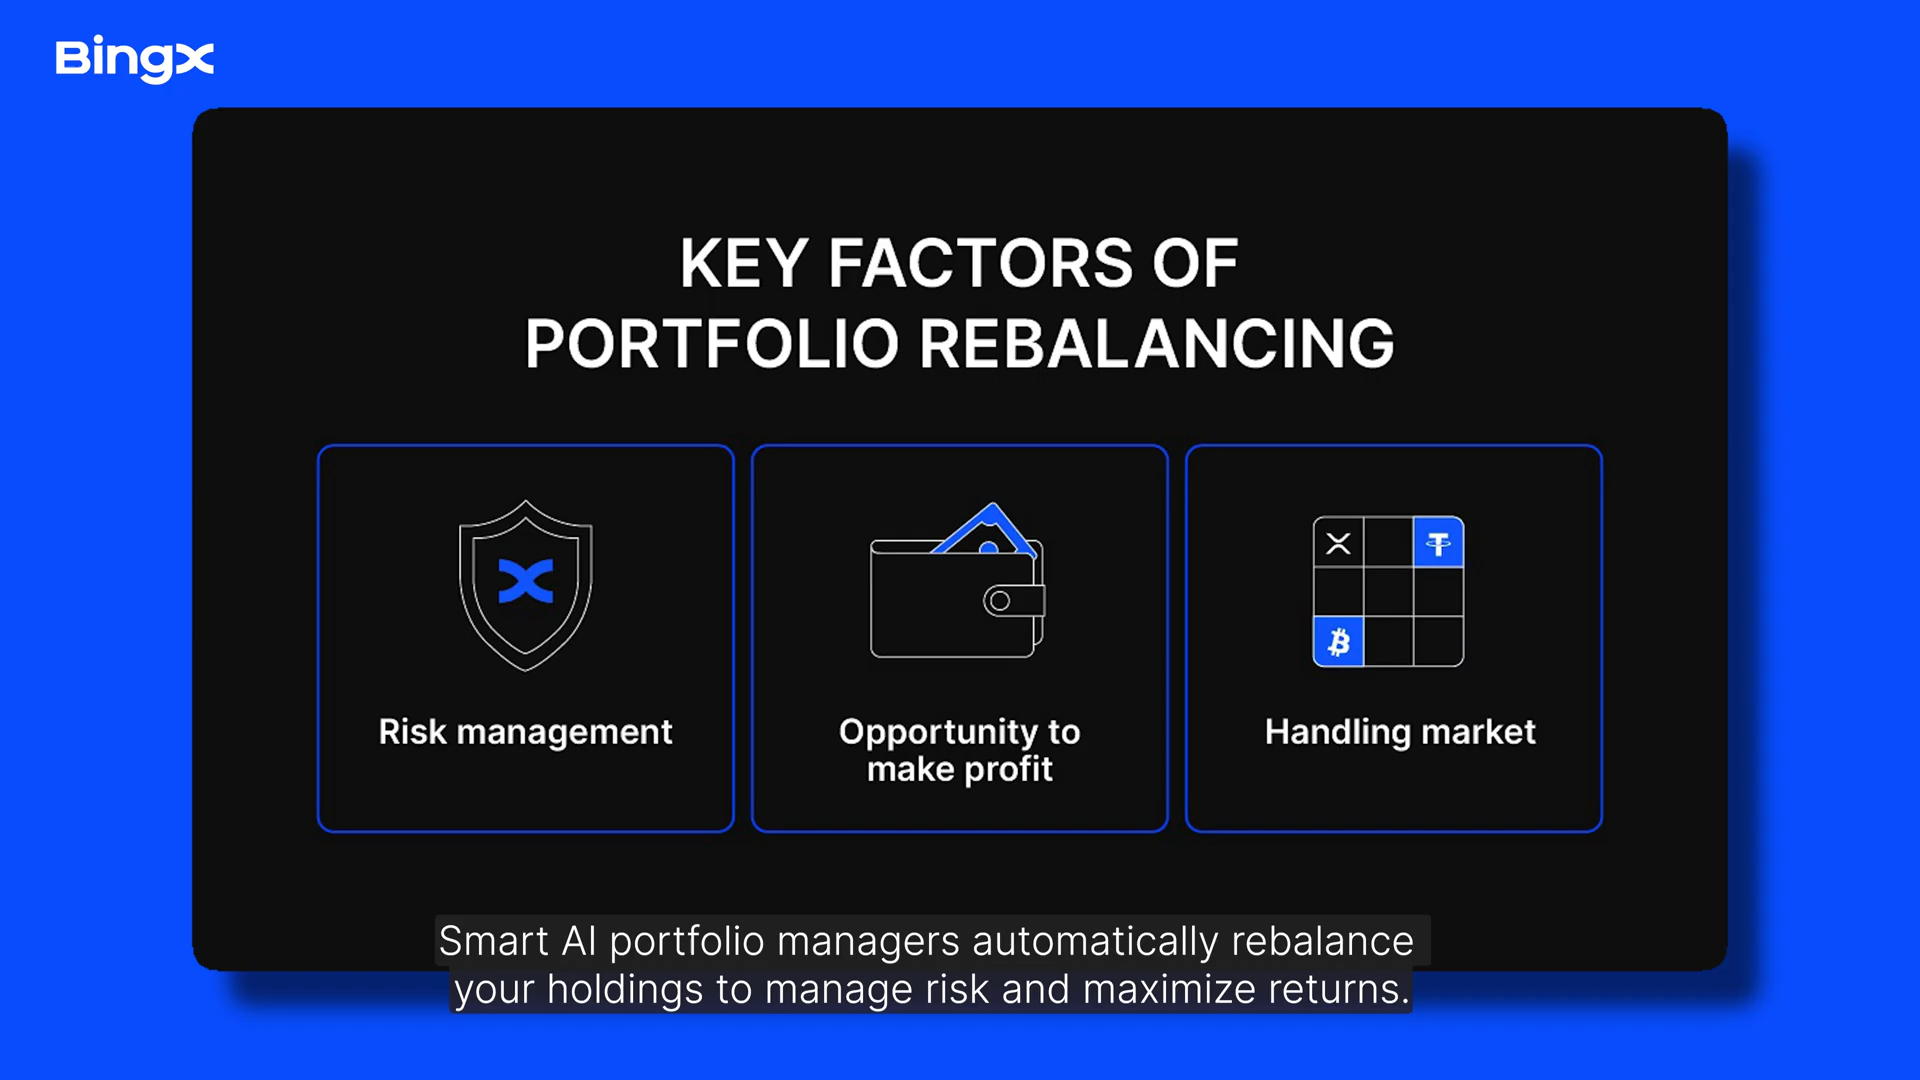 BingX
KEY FACTORS OF
PORTFOLIO REBALANCING
Risk management
Opportunity to
make profit
Handling market
Smart AI portfolio managers automatically rebalance
your holdings to manage risk and maximize returns.